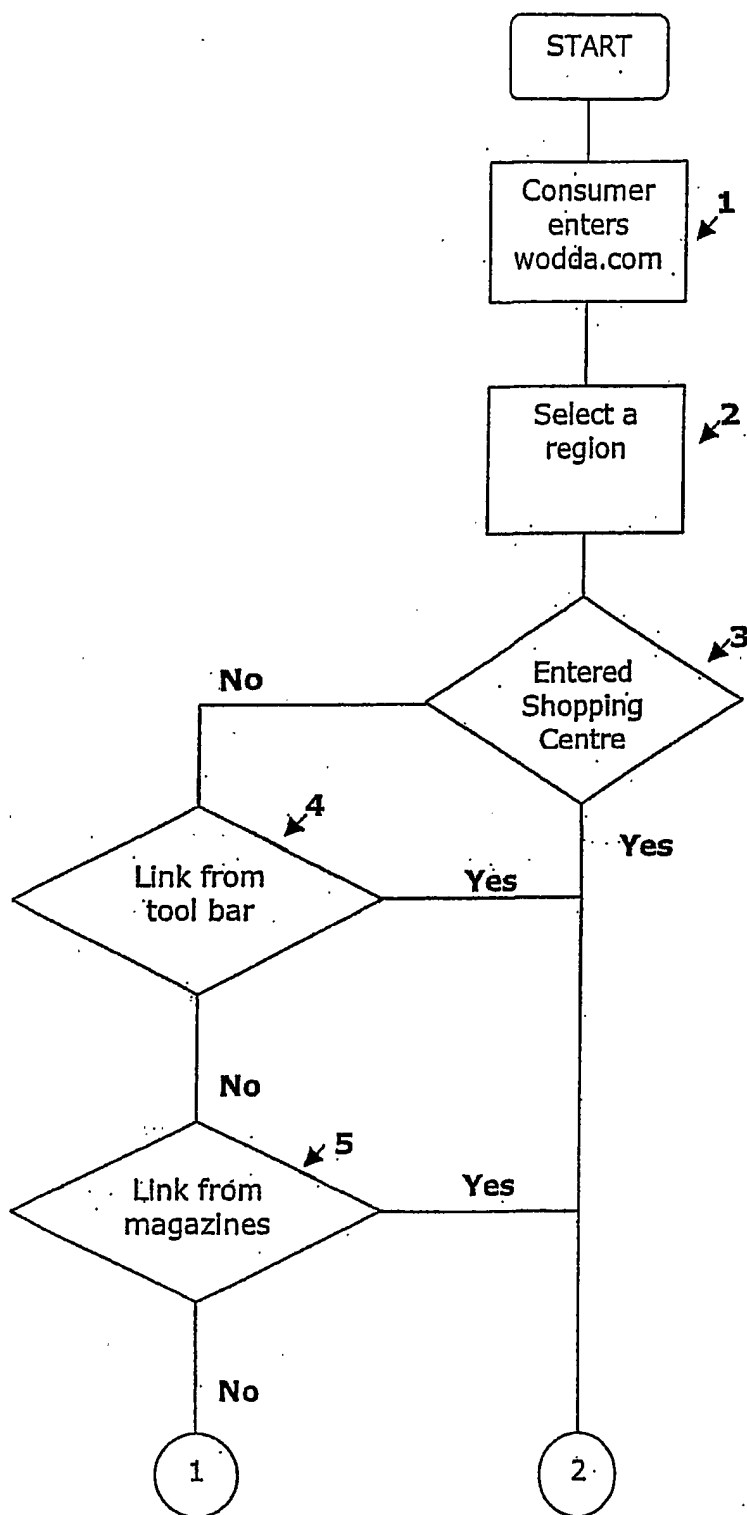 START
Consumer
enters
wodda.com
1
Select a
region
2
Entered
Shopping
Centre
3
No
Yes
Link from
tool bar
4
Yes
No
Link from
magazines
5
Yes
No
1
2